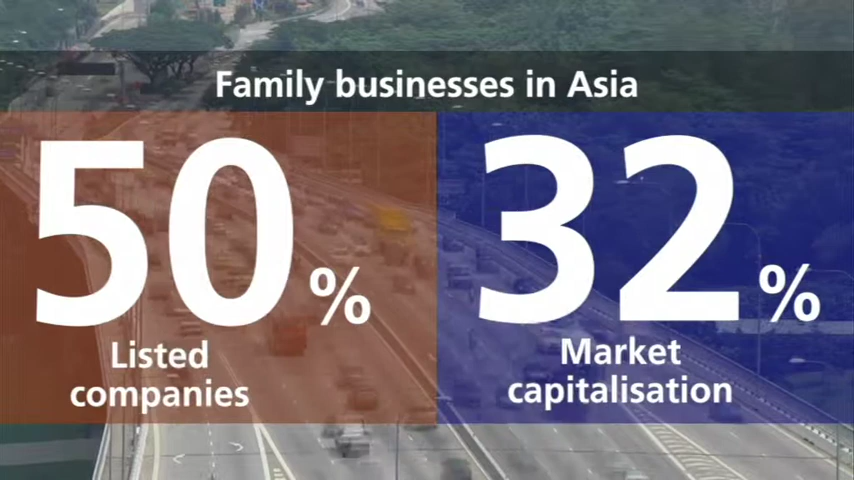 Family businesses in Asia
50%
Listed
companies
32%
Market
capitalisation